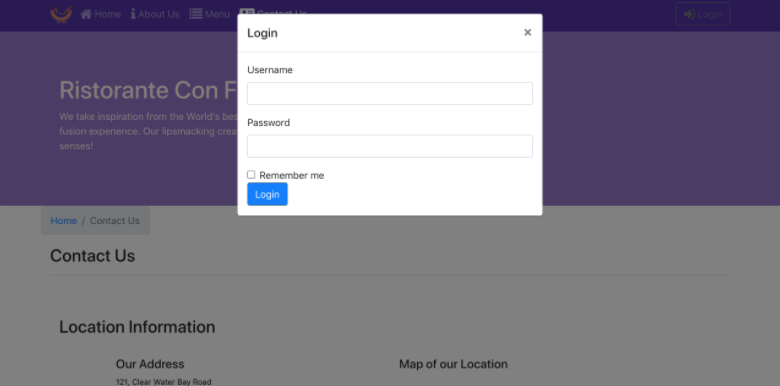 Home About Us Menu Contact Us Login
Login ×
Username
Password
Remember me
Login
Ristorante Con F
We take inspiration from the World's bes
fusion experience. Our lipsmacking crea
senses!
Home / Contact Us
Contact Us
Location Information
Our Address
Map of our Location
121, Clear Water Bay Road